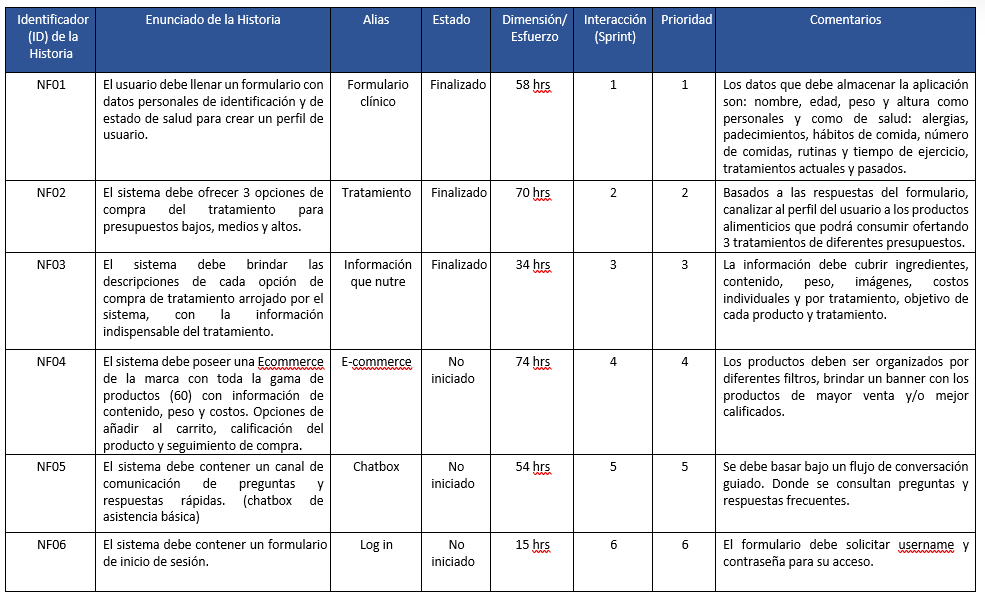 Identificador
(ID) de la
Historia
Enunciado de la Historia
Alias
Estado
Dimensión/
Esfuerzo
Interacción
(Sprint)
Prioridad
Comentarios
NF01
El usuario debe llenar un formulario con
datos personales de identificación y de
estado de salud para crear un perfil de
usuario.
Formulario
clínico
Finalizado
58 hrs
1
1
Los datos que debe almacenar la aplicación
son: nombre, edad, peso y altura como
personales y como de salud: alergias,
padecimientos, hábitos de comida, número
de comidas, rutinas y tiempo de ejercicio,
tratamientos actuales y pasados.
NF02
El sistema debe ofrecer 3 opciones de
compra del tratamiento para
presupuestos bajos, medios y altos.
Tratamiento
Finalizado
70 hrs
2
2
Basados a las respuestas del formulario,
canalizar al perfil del usuario a los productos
alimenticios que podrá consumir ofertando
3 tratamientos de diferentes presupuestos.
NF03
El sistema debe brindar las
descripciones de cada opción de
compra de tratamiento arrojado por el
sistema, con la información
indispensable del tratamiento.
Información
que nutre
Finalizado
34 hrs
3
3
La información debe cubrir ingredientes,
contenido, peso, imágenes, costos
individuales y por tratamiento, objetivo de
cada producto y tratamiento.
NF04
El sistema debe poseer una Ecommerce
de la marca con toda la gama de
productos (60) con información de
contenido, peso y costos. Opciones de
añadir al carrito, calificación del
producto y seguimiento de compra.
E-commerce
No
iniciado
74 hrs
4
4
Los productos deben ser organizados por
diferentes filtros, brindar un banner con los
productos de mayor venta y/o mejor
calificados.
NF05
El sistema debe contener un canal de
comunicación de preguntas y
respuestas rápidas. (chatbox de
asistencia básica)
Chatbox
No
iniciado
54 hrs
5
5
Se debe basar bajo un flujo de conversación
guiado. Donde se consultan preguntas y
respuestas frecuentes.
NF06
El sistema debe contener un formulario
de inicio de sesión.
Log in
No
iniciado
15 hrs
6
6
El formulario debe solicitar username y
contraseña para su acceso.